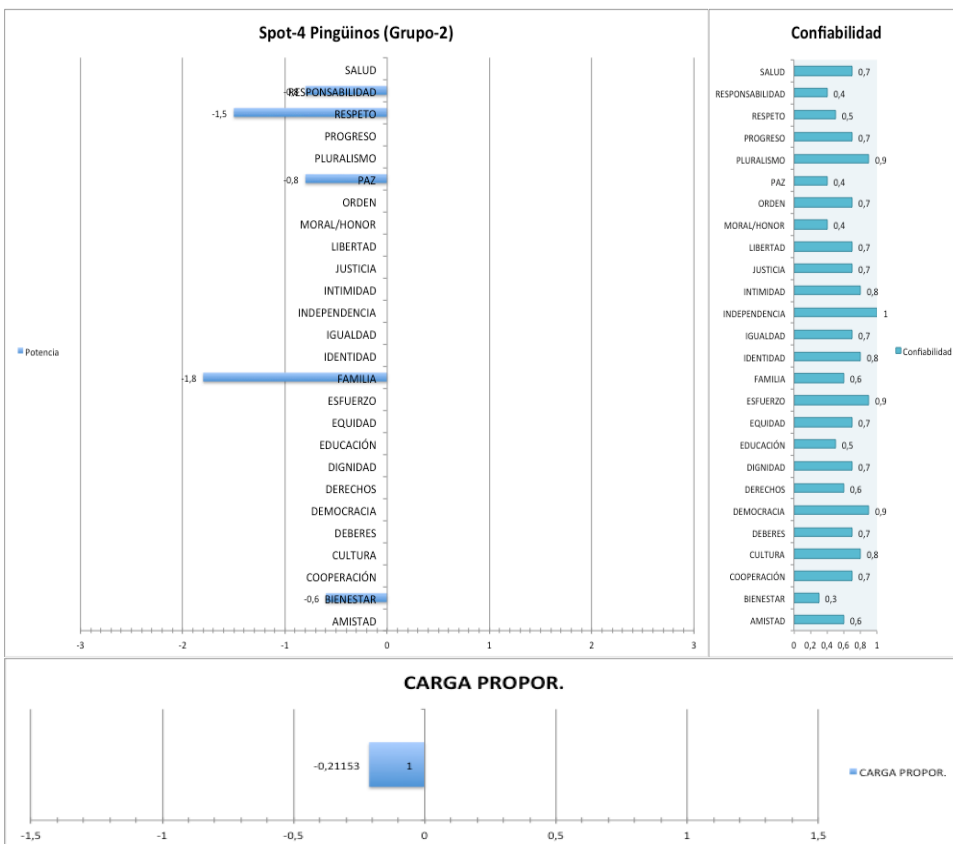 Spot-4 Pingüinos (Grupo-2)
SALUD
-0,8 RESPONSABILIDAD
-1,5 RESPETO
PROGRESO
PLURALISMO
-0,8 PAZ
ORDEN
MORAL/HONOR
LIBERTAD
JUSTICIA
INTIMIDAD
INDEPENDENCIA
IGUALDAD
IDENTIDAD
-1,8 FAMILIA
ESFUERZO
EQUIDAD
EDUCACIÓN
DIGNIDAD
DERECHOS
DEMOCRACIA
DEBERES
CULTURA
COOPERACIÓN
-0,6 BIENESTAR
AMISTAD
Potencia
-3 -2 -1 0 1 2 3
Confiabilidad
SALUD 0,7
RESPONSABILIDAD 0,4
RESPETO 0,5
PROGRESO 0,7
PLURALISMO 0,9
PAZ 0,4
ORDEN 0,7
MORAL/HONOR 0,4
LIBERTAD 0,7
JUSTICIA 0,7
INTIMIDAD 0,8
INDEPENDENCIA 1
IGUALDAD 0,7
IDENTIDAD 0,8
FAMILIA 0,6
ESFUERZO 0,9
EQUIDAD 0,7
EDUCACIÓN 0,5
DIGNIDAD 0,7
DERECHOS 0,6
DEMOCRACIA 0,9
DEBERES 0,7
CULTURA 0,8
COOPERACIÓN 0,7
BIENESTAR 0,3
AMISTAD 0,6
Confiabilidad
0 0,2 0,4 0,6 0,8 1
CARGA PROPOR.
-0,21153 1
CARGA PROPOR.
-1,5 -1 -0,5 0 0,5 1 1,5